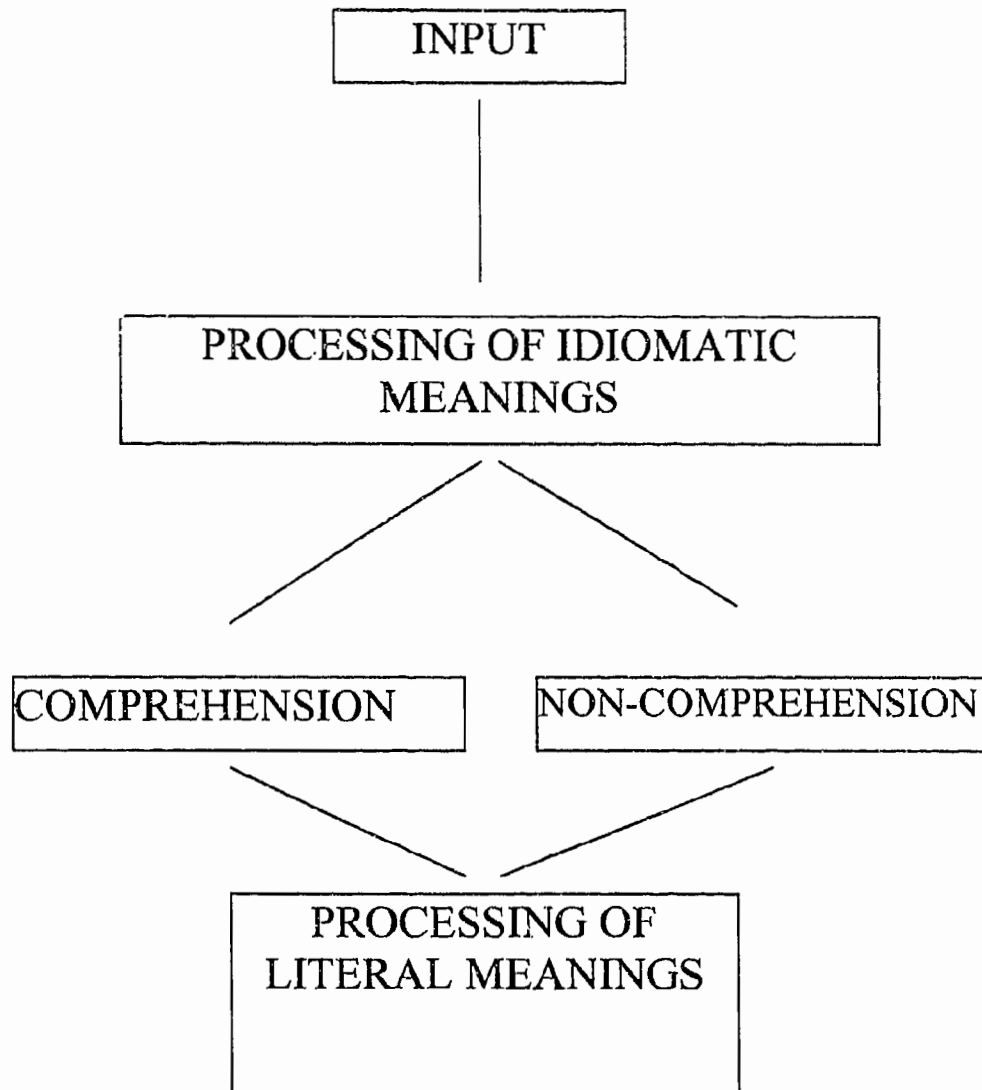 INPUT
PROCESSING OF IDIOMATIC
MEANINGS
COMPREHENSION
NON-COMPREHENSION
PROCESSING OF
LITERAL MEANINGS